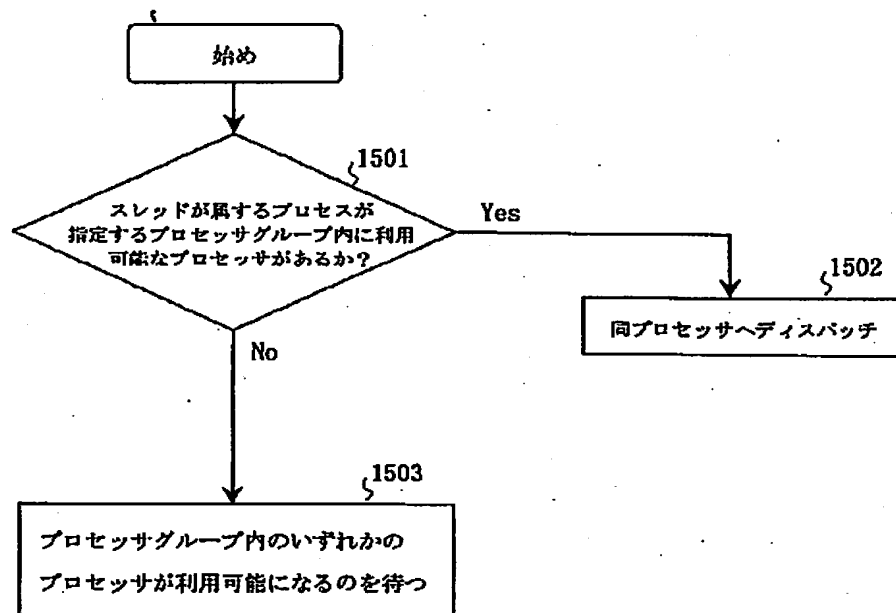 始め
1501
スレッドが属するプロセスが
指定するプロセッサグループ内に利用
可能なプロセッサがあるか？
Yes
1502
同プロセッサへディスパッチ
No
1503
プロセッサグループ内のいずれかの
プロセッサが利用可能になるのを待つ